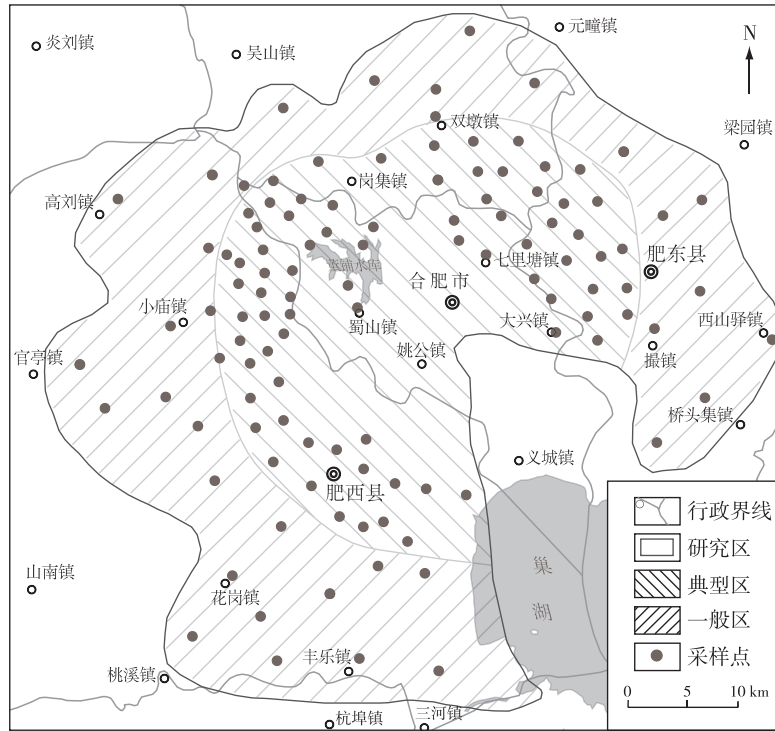 元疃镇
炎刘镇
吴山镇
N
双墩镇
梁园镇
岗集镇
高刘镇
肥东县
七里塘镇
董铺水库
合肥市
小庙镇
蜀山镇
大兴镇
西山驿镇
官亭镇
姚公镇
撮镇
桥头集镇
义城镇
肥西县
行政界线
研究区
巢湖
典型区
山南镇
花岗镇
一般区
丰乐镇
采样点
桃溪镇
0 5 10 km
杭埠镇
三河镇